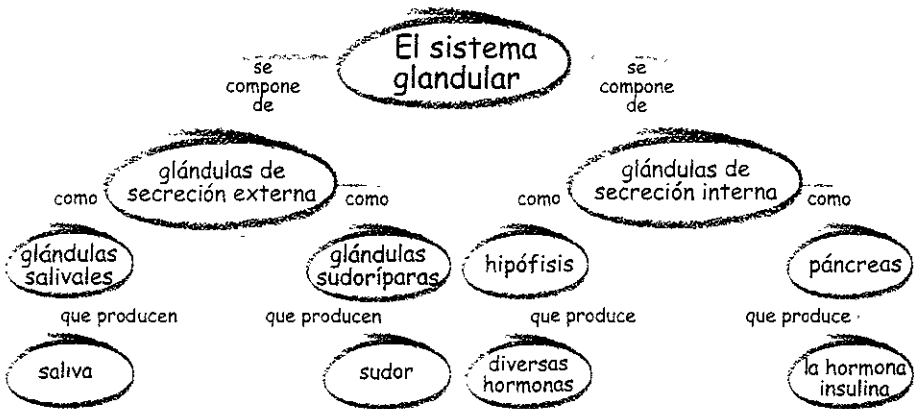 El sistema
glandular
se
compone
de
se
compone
de
glándulas de
secreción externa
glándulas de
secreción interna
como
como
como
como
glándulas
salivales
glándulas
sudoríparas
hipófisis
páncreas
que producen
que producen
que produce
que produce
saliva
sudor
diversas
hormonas
la hormona
insulina